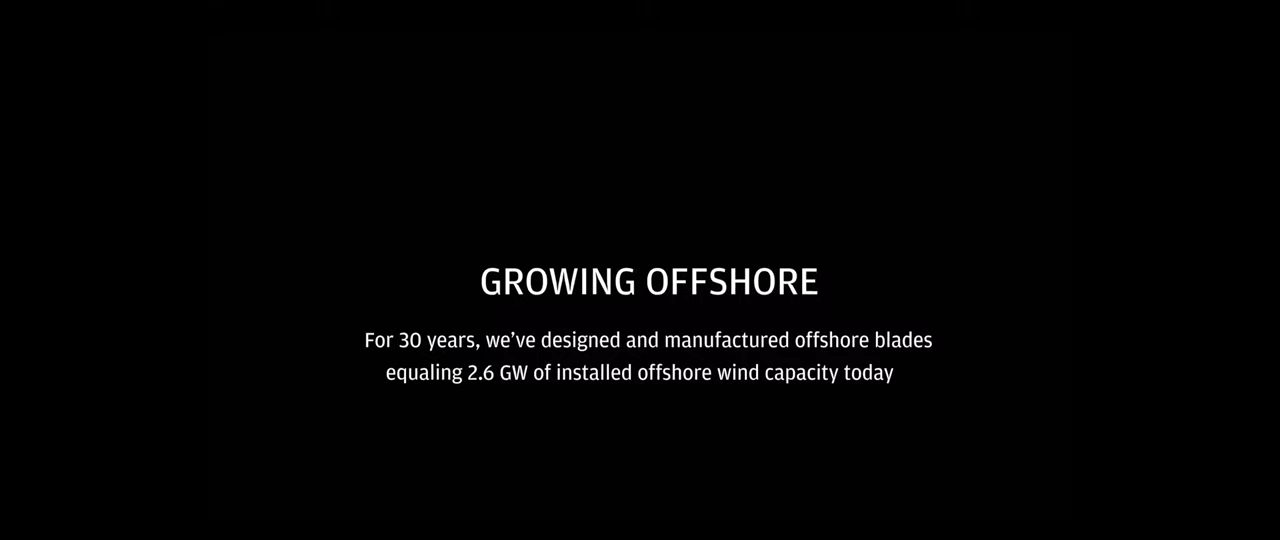 GROWING OFFSHORE
For 30 years, we’ve designed and manufactured offshore blades
equaling 2.6 GW of installed offshore wind capacity today